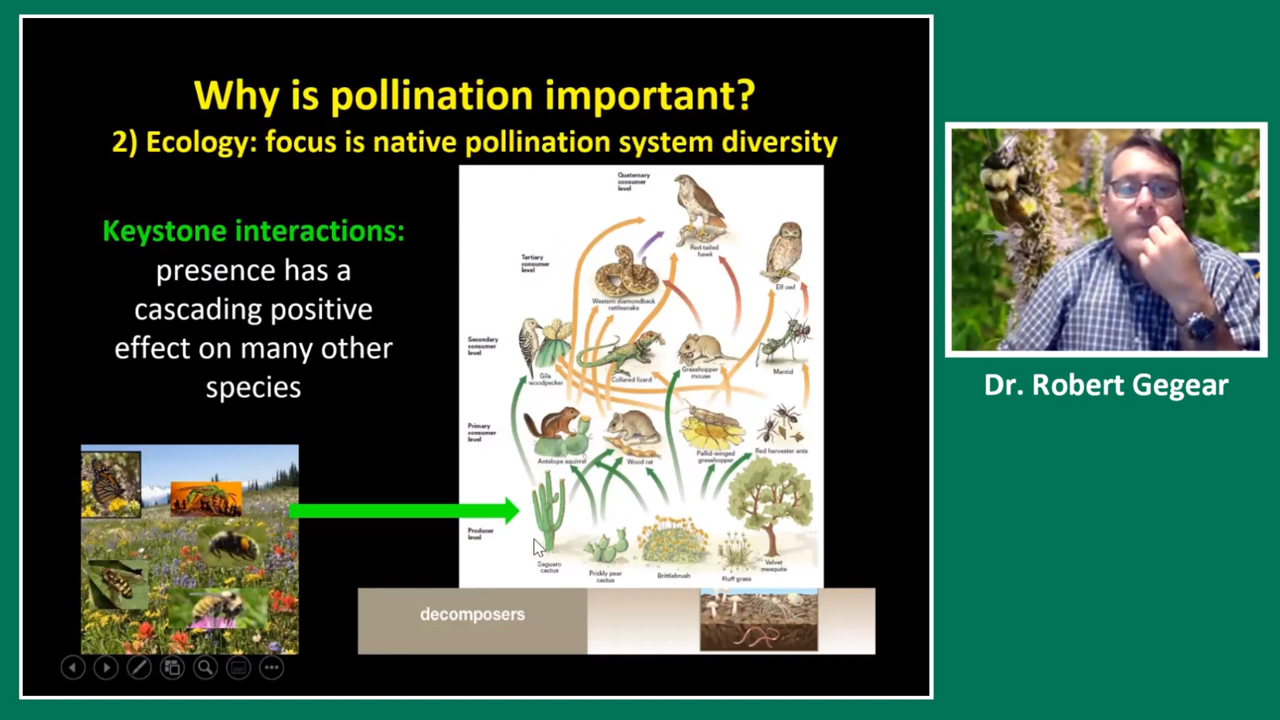 Why is pollination important?
2) Ecology: focus is native pollination system diversity
Keystone interactions:
presence has a
cascading positive
effect on many other
species
Quaternary
consumer
level
Red-tailed
hawk
Tertiary
consumer
level
Elf owl
Western diamondback
rattlesnake
Secondary
consumer
level
Gila
woodpecker
Collared lizard
Grasshopper
mouse
Mantid
Primary
consumer
level
Antelope squirrel
Wood rat
Pallid-winged
grasshopper
Red harvester ants
Producer
level
Saguaro
cactus
Prickly pear
cactus
Brittlebrush
Fluff grass
Velvet
mesquite
decomposers
Dr. Robert Gegear